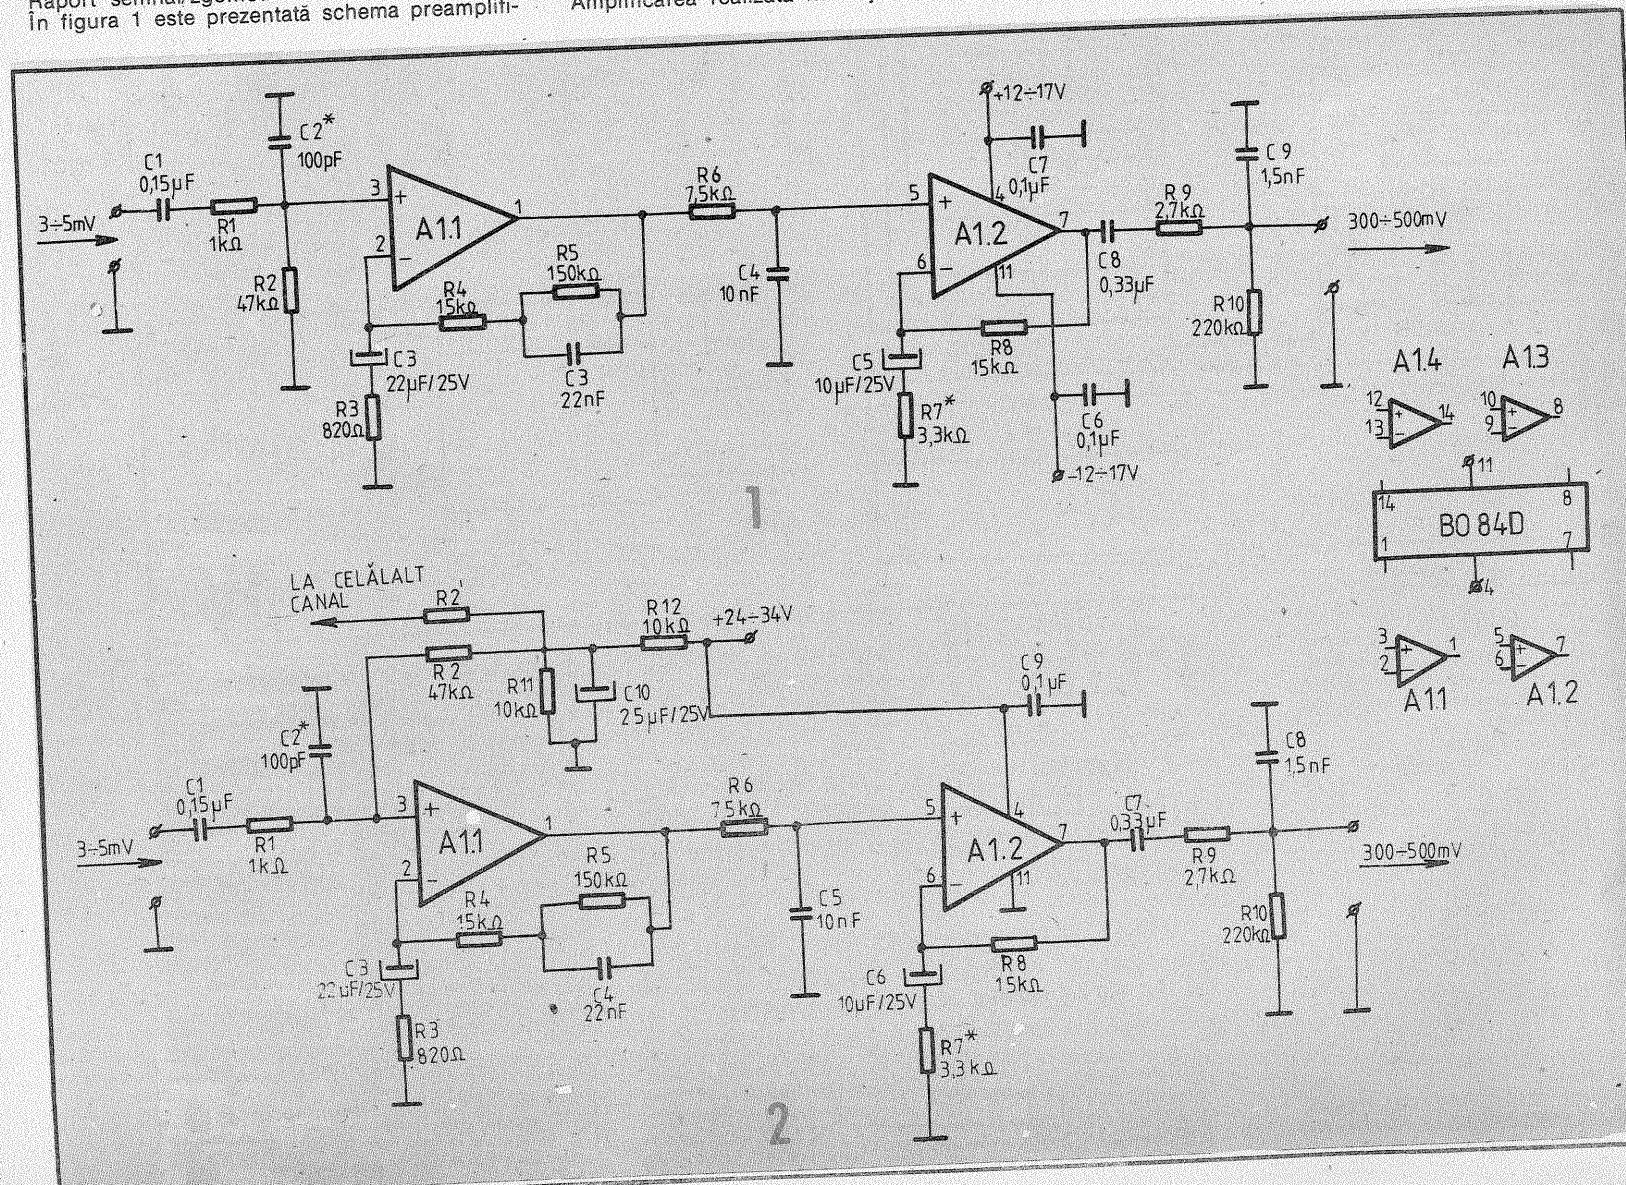 În figura 1 este prezentată schema preamplifi-
Amplificarea realizată
+12÷17V
C2*
100pF
C1
0,15µF
3÷5mV
R1
1kΩ
R2
47kΩ
3
+
2
–
A1.1
1
R4
15kΩ
R5
150kΩ
C3
22nF
C3
22µF/25V
R3
820Ω
R6
7,5kΩ
C4
10nF
C7
0,1µF
5
+
4
6
–
A1.2
11
7
C8
0,33µF
R9
2,7kΩ
C9
1,5nF
300÷500mV
R10
220kΩ
R8
15kΩ
C5
10µF/25V
R7*
3,3kΩ
C6
0,1µF
-12÷17V
1
A1.4
12
+
14
13
–
A1.3
10
+
8
9
–
11
14
8
BO 84D
1
7
4
3
+
1
2
–
A1.1
5
+
7
6
–
A1.2
LA CELĂLALT
CANAL
R2'
R2
47kΩ
R12
10kΩ
+24÷34V
R11
10kΩ
C10
25µF/25V
C9
0,1µF
C2*
100pF
C1
0,15µF
3÷5mV
R1
1kΩ
3
+
2
–
A1.1
1
R4
15kΩ
R5
150kΩ
C4
22nF
C3
22µF/25V
R3
820Ω
R6
7,5kΩ
C5
10nF
5
+
4
6
–
A1.2
11
7
C7
0,33µF
R9
2,7kΩ
C8
1,5nF
300÷500mV
R10
220kΩ
R8
15kΩ
C6
10µF/25V
R7*
3,3kΩ
2